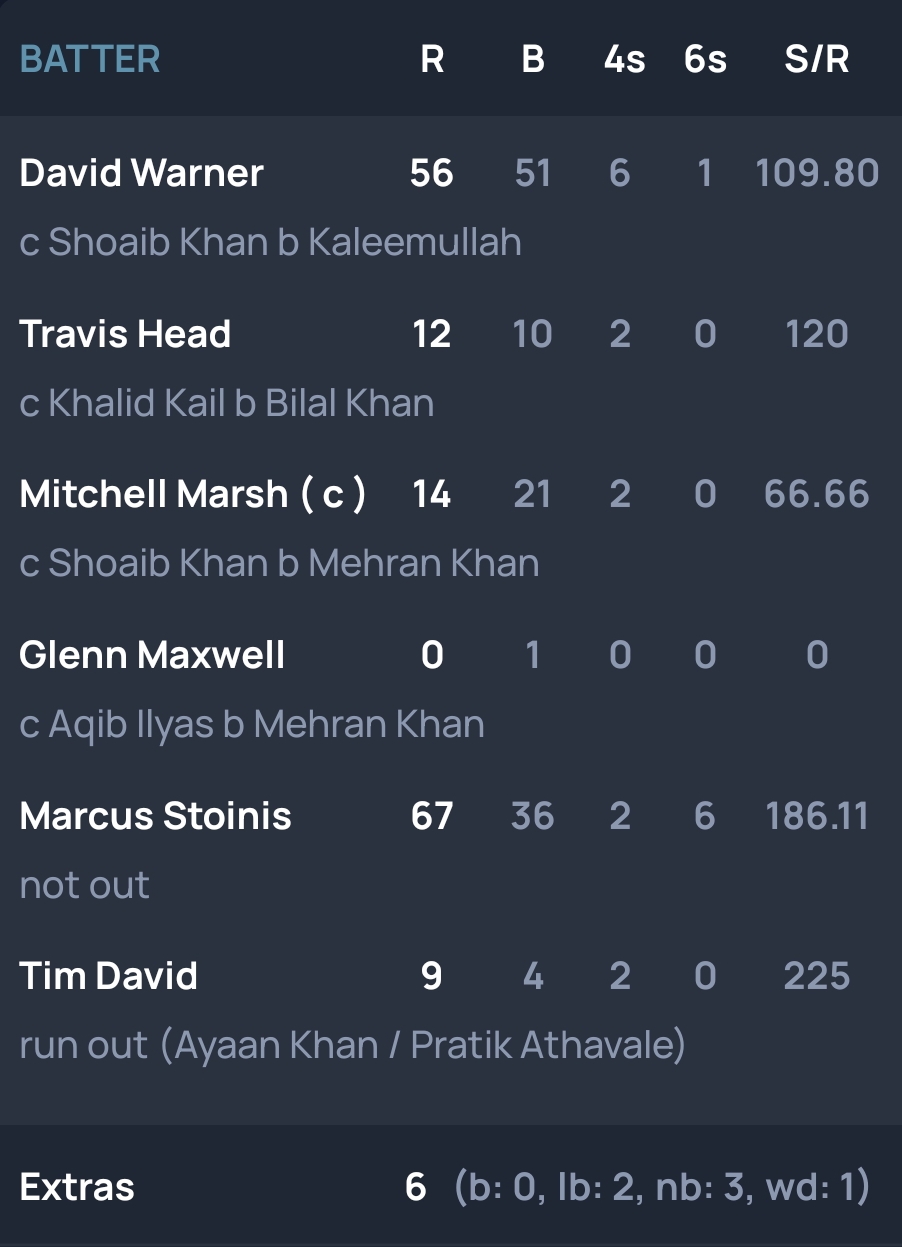 BATTER R B 4s 6s S/R
David Warner 56 51 6 1 109.80
c Shoaib Khan b Kaleemullah
Travis Head 12 10 2 0 120
c Khalid Kail b Bilal Khan
Mitchell Marsh ( c ) 14 21 2 0 66.66
c Shoaib Khan b Mehran Khan
Glenn Maxwell 0 1 0 0 0
c Aqib Ilyas b Mehran Khan
Marcus Stoinis 67 36 2 6 186.11
not out
Tim David 9 4 2 0 225
run out (Ayaan Khan / Pratik Athavale)
Extras 6 (b: 0, lb: 2, nb: 3, wd: 1)